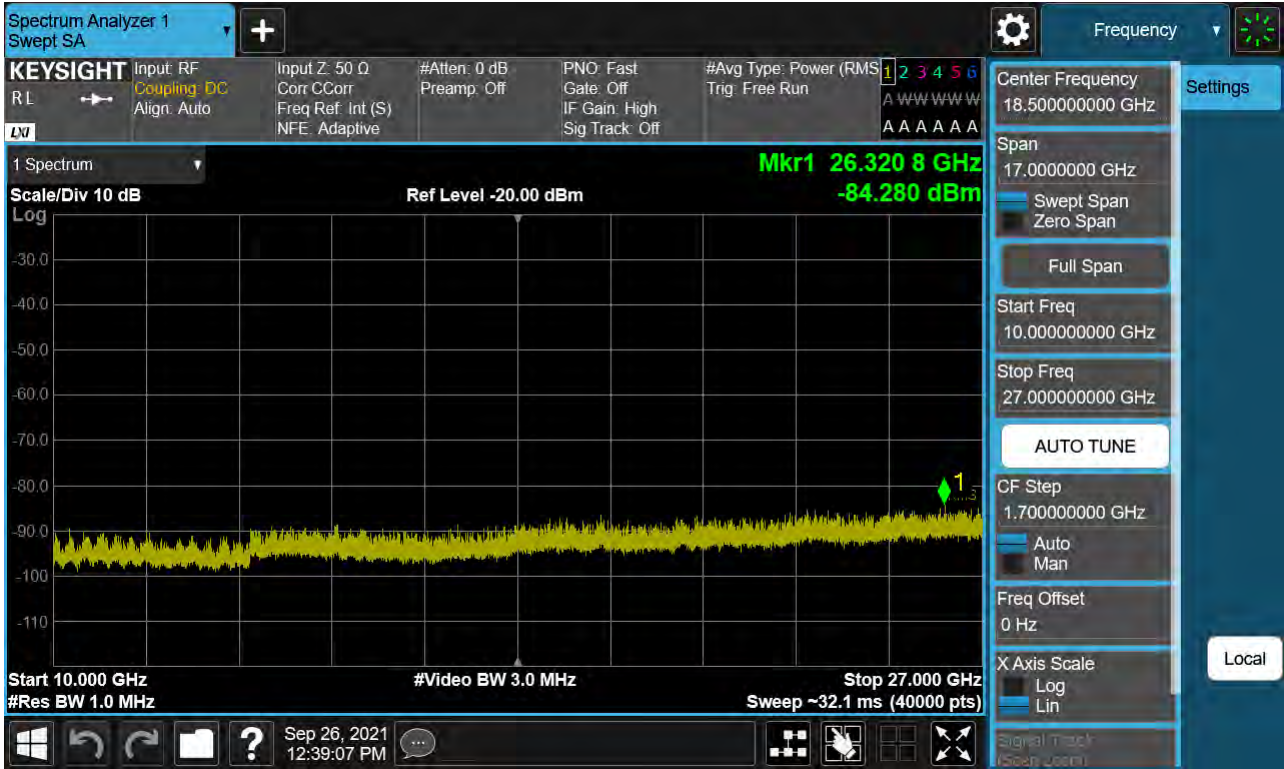 Spectrum Analyzer 1
Swept SA
+
Frequency
KEYSIGHT
R L
LXI
Input: RF
Coupling: DC
Align: Auto
Input Z: 50 Ω
Corr CCorr
Freq Ref: Int (S)
NFE: Adaptive
#Atten: 0 dB
Preamp: Off
PNO: Fast
Gate: Off
IF Gain: High
Sig Track: Off
#Avg Type: Power (RMS
Trig: Free Run
1 2 3 4 5 6
A W W W W W
A A A A A A
1 Spectrum
Scale/Div 10 dB
Log
Ref Level -20.00 dBm
Mkr1 26.320 8 GHz
-84.280 dBm
-30.0
-40.0
-50.0
-60.0
-70.0
-80.0
-90.0
-100
-110
1
Start 10.000 GHz
#Res BW 1.0 MHz
#Video BW 3.0 MHz
Stop 27.000 GHz
Sweep ~32.1 ms (40000 pts)
Center Frequency
18.500000000 GHz
Span
17.0000000 GHz
Swept Span
Zero Span
Full Span
Start Freq
10.000000000 GHz
Stop Freq
27.000000000 GHz
AUTO TUNE
CF Step
1.700000000 GHz
Auto
Man
Freq Offset
0 Hz
X Axis Scale
Log
Lin
Signal Track
(Span Zoom)
Settings
Local
?
Sep 26, 2021
12:39:07 PM